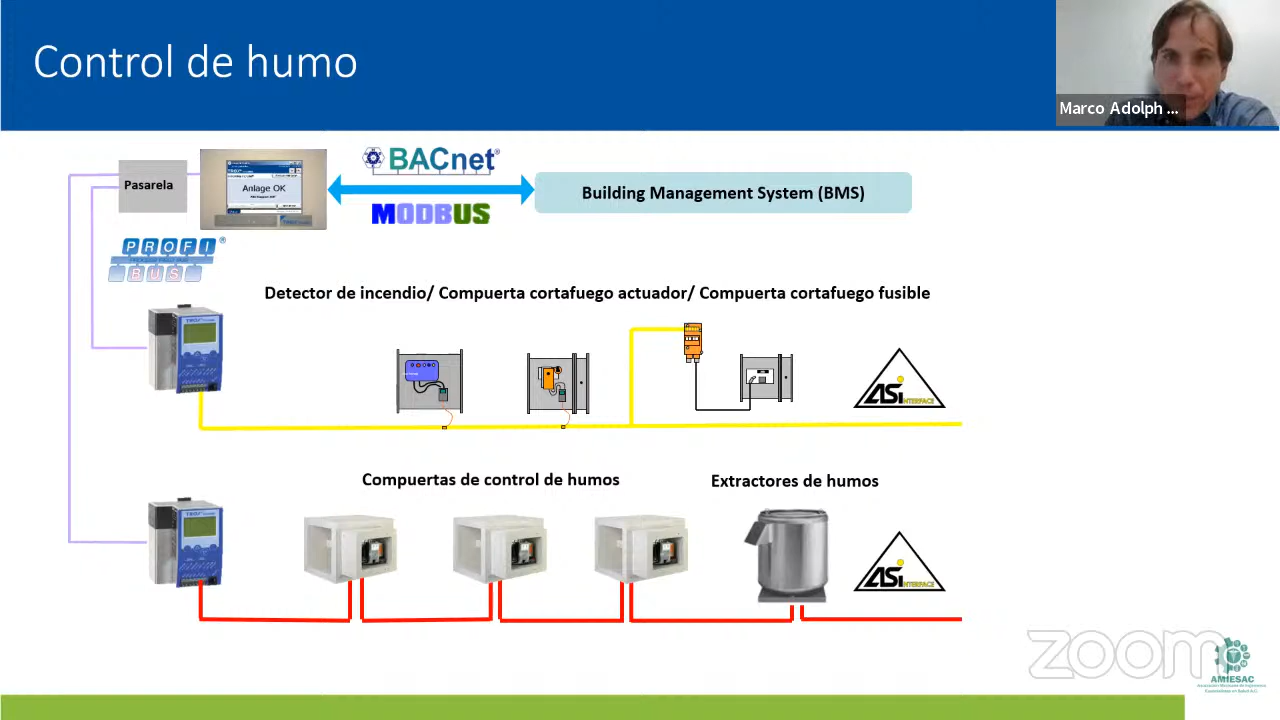 Control de humo
Marco Adolph ...
Pasarela
Anlage OK
BACnet®
MODBUS
Building Management System (BMS)
PROFI®
BUS
Detector de incendio/ Compuerta cortafuego actuador/ Compuerta cortafuego fusible
ASi
INTERFACE
Compuertas de control de humos
Extractores de humos
ASi
INTERFACE
zoom
AMIESAC